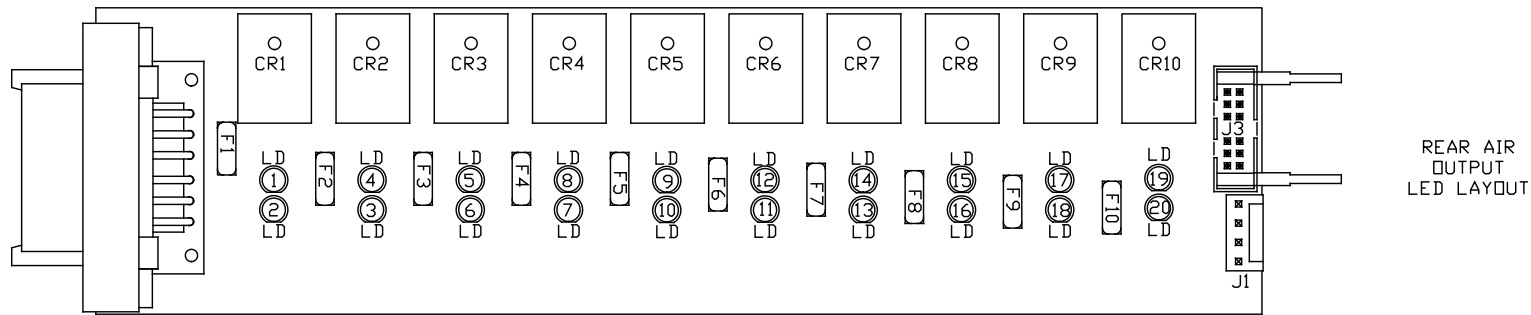 CR1 CR2 CR3 CR4 CR5 CR6 CR7 CR8 CR9 CR10
J3
F1 F2 F3 F4 F5 F6 F7 F8 F9 F10
LD LD LD LD LD LD LD LD LD LD
1 4 5 8 9 12 14 15 17 19
2 3 6 7 10 11 13 16 18 20
LD LD LD LD LD LD LD LD LD LD
J1
REAR AIR
OUTPUT
LED LAYOUT